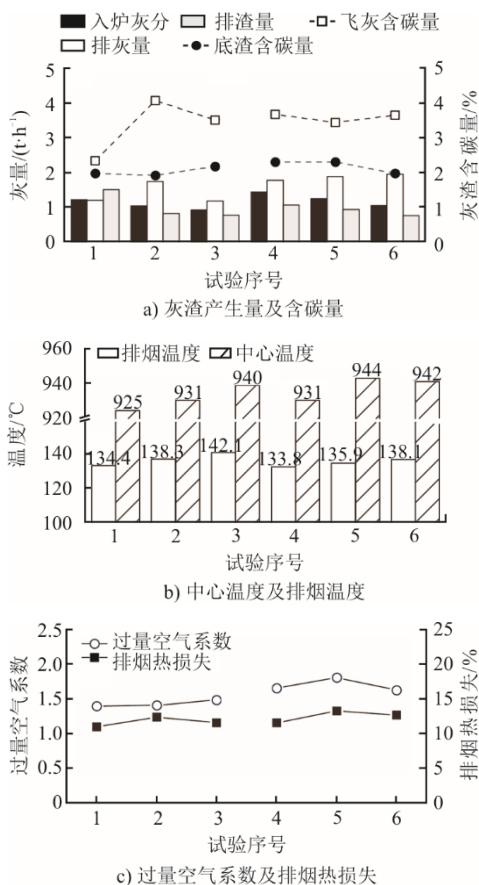 入炉灰分 排渣量 飞灰含碳量
排灰量 底渣含碳量
灰量/(t·h⁻¹)
5
4
3
2
1
0
灰渣含碳量/%
5
4
3
2
1
0
1 2 3 4 5 6
试验序号
a) 灰渣产生量及含碳量
排烟温度 中心温度
温度/℃
960
940
920
140
120
100
925 931 940 931 944 942
134.4 138.3 142.1 133.8 135.9 138.1
1 2 3 4 5 6
试验序号
b) 中心温度及排烟温度
过量空气系数
排烟热损失
过量空气系数
2.5
2.0
1.5
1.0
0.5
0
排烟热损失/%
25
20
15
10
5
0
1 2 3 4 5 6
试验序号
c) 过量空气系数及排烟热损失